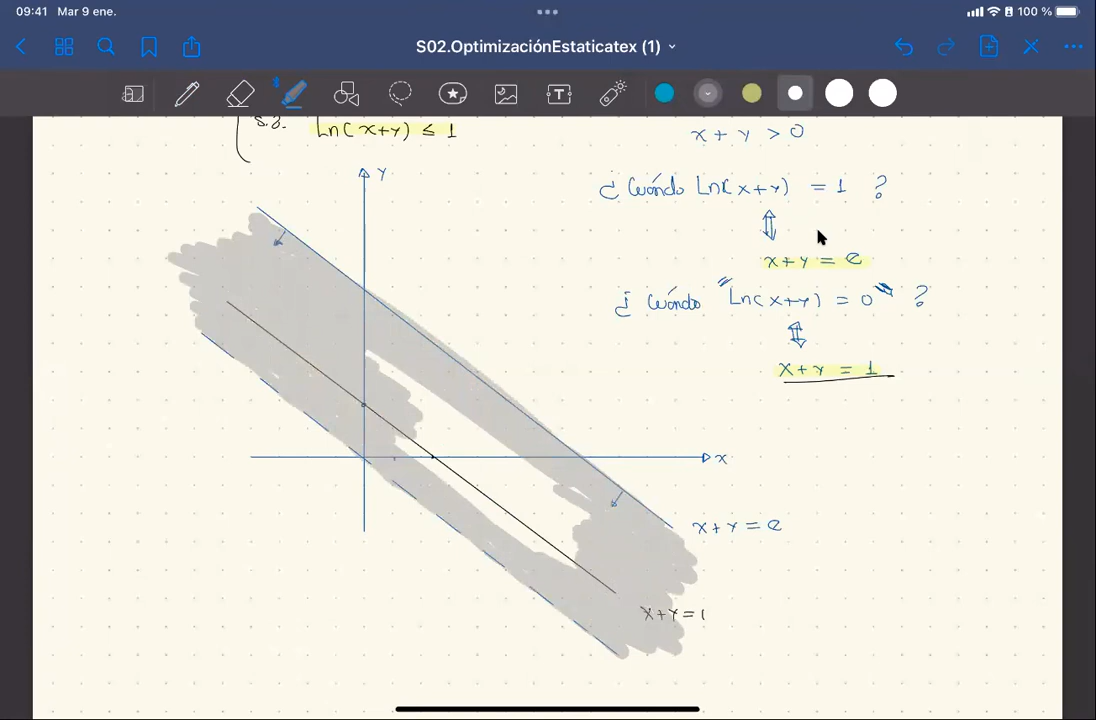 09:41 Mar 9 ene.
100 %
S02.OptimizaciónEstaticatex (1)
s.a. Ln(x+y) ≤ 1
x + y > 0
Y
¿ Cuándo Ln(x+y) = 1 ?
x+y = e
¿ Cuándo "Ln(x+y) = 0" ?
x+y = 1
x
x+y = e
x+y = 1